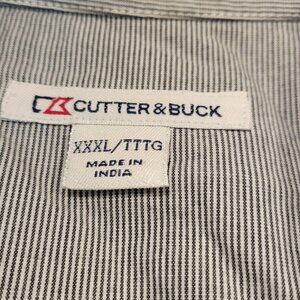 CUTTER & BUCK
XXXL/TTTG
MADE IN
INDIA